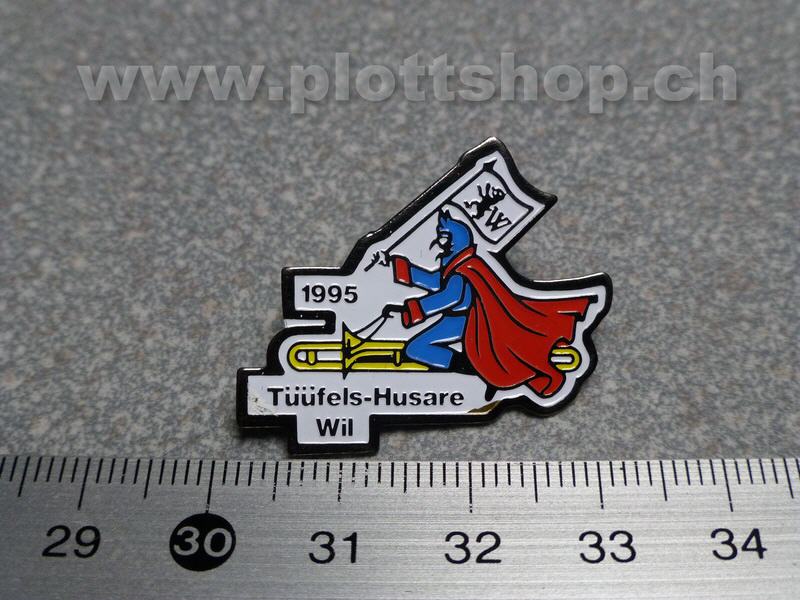 www.plottshop.ch
W
1995
Tüüfels-Husare
Wil
29 30 31 32 33 34